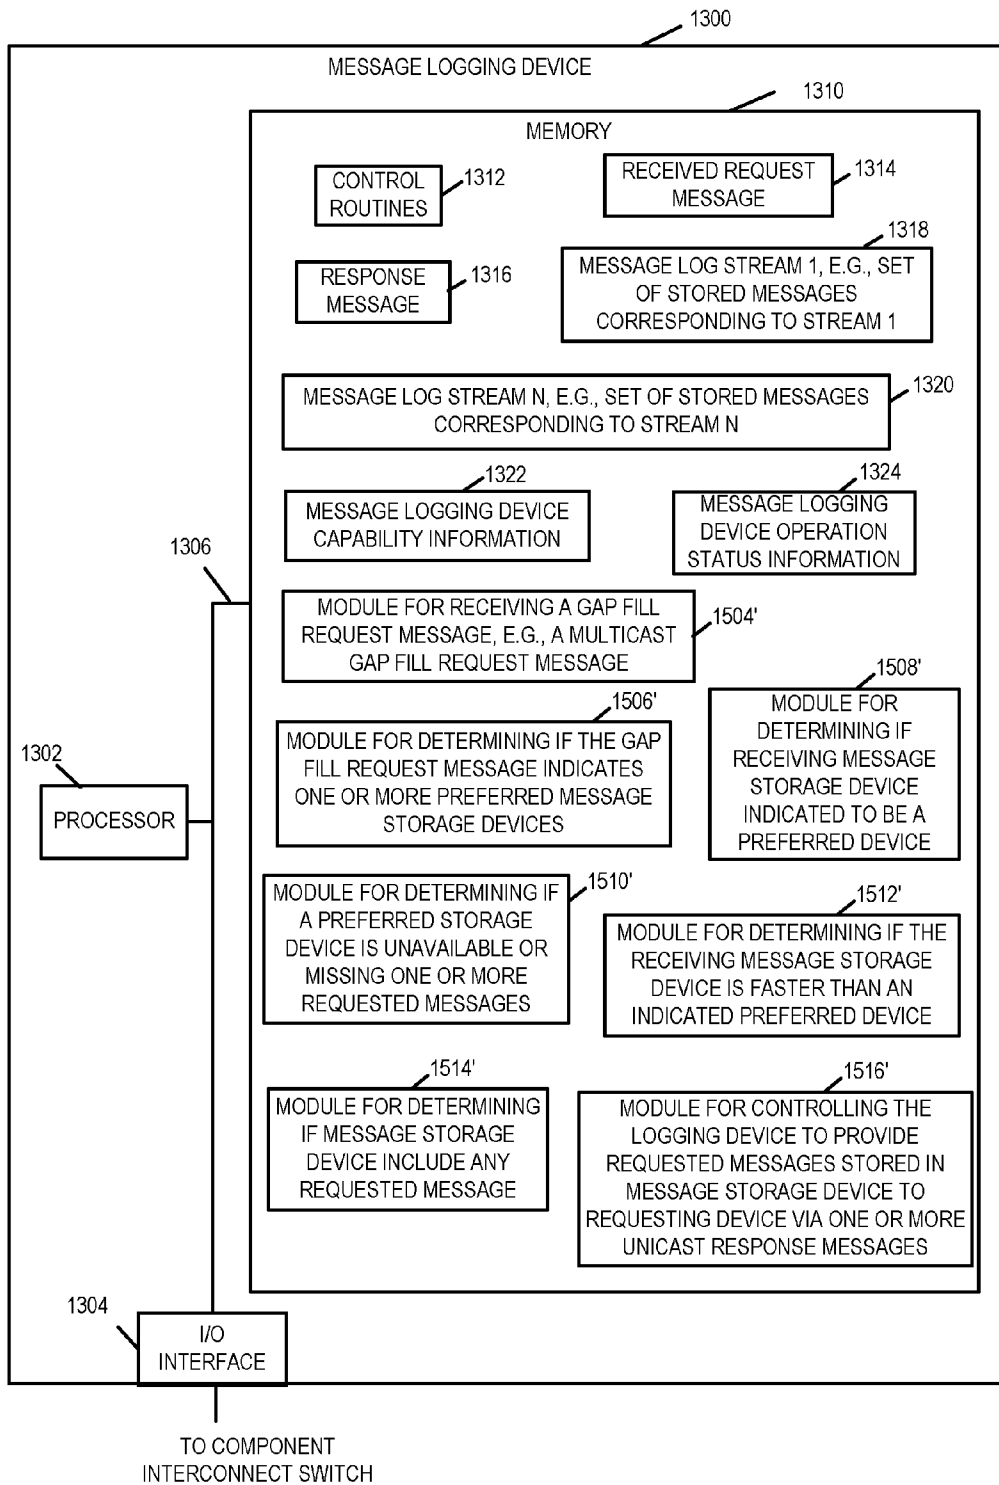 1300
MESSAGE LOGGING DEVICE
1310
MEMORY
CONTROL
ROUTINES
1312
RECEIVED REQUEST
MESSAGE
1314
RESPONSE
MESSAGE
1316
1318
MESSAGE LOG STREAM 1, E.G., SET
OF STORED MESSAGES
CORRESPONDING TO STREAM 1
MESSAGE LOG STREAM N, E.G., SET OF STORED MESSAGES
CORRESPONDING TO STREAM N
1320
1322
MESSAGE LOGGING DEVICE
CAPABILITY INFORMATION
1324
MESSAGE LOGGING
DEVICE OPERATION
STATUS INFORMATION
1306
MODULE FOR RECEIVING A GAP FILL
REQUEST MESSAGE, E.G., A MULTICAST
GAP FILL REQUEST MESSAGE
1504'
1506'
MODULE FOR DETERMINING IF THE GAP
FILL REQUEST MESSAGE INDICATES
ONE OR MORE PREFERRED MESSAGE
STORAGE DEVICES
1508'
MODULE FOR
DETERMINING IF
RECEIVING MESSAGE
STORAGE DEVICE
INDICATED TO BE A
PREFERRED DEVICE
1302
PROCESSOR
1510'
MODULE FOR DETERMINING IF
A PREFERRED STORAGE
DEVICE IS UNAVAILABLE OR
MISSING ONE OR MORE
REQUESTED MESSAGES
1512'
MODULE FOR DETERMINING IF THE
RECEIVING MESSAGE STORAGE
DEVICE IS FASTER THAN AN
INDICATED PREFERRED DEVICE
1514'
MODULE FOR DETERMINING
IF MESSAGE STORAGE
DEVICE INCLUDE ANY
REQUESTED MESSAGE
1516'
MODULE FOR CONTROLLING THE
LOGGING DEVICE TO PROVIDE
REQUESTED MESSAGES STORED IN
MESSAGE STORAGE DEVICE TO
REQUESTING DEVICE VIA ONE OR MORE
UNICAST RESPONSE MESSAGES
1304
I/O
INTERFACE
TO COMPONENT
INTERCONNECT SWITCH